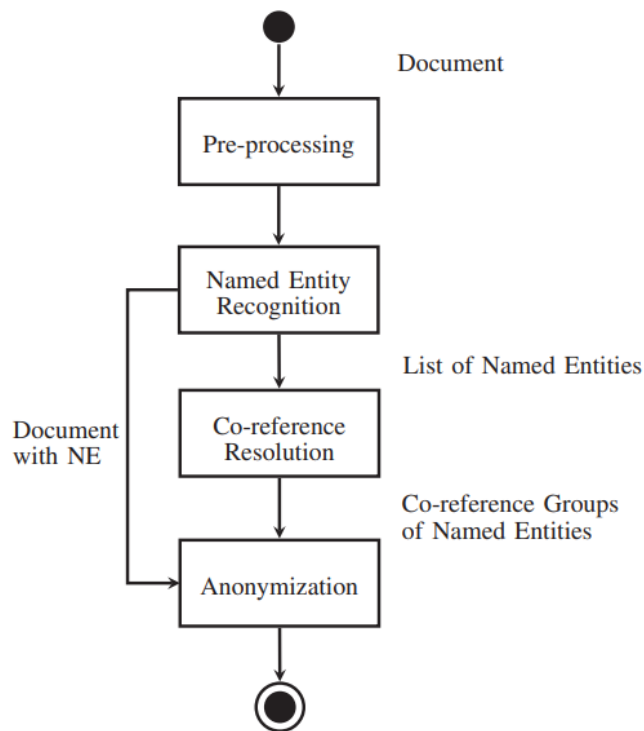 Document
Pre-processing
Named Entity
Recognition
List of Named Entities
Document
with NE
Co-reference
Resolution
Co-reference Groups
of Named Entities
Anonymization